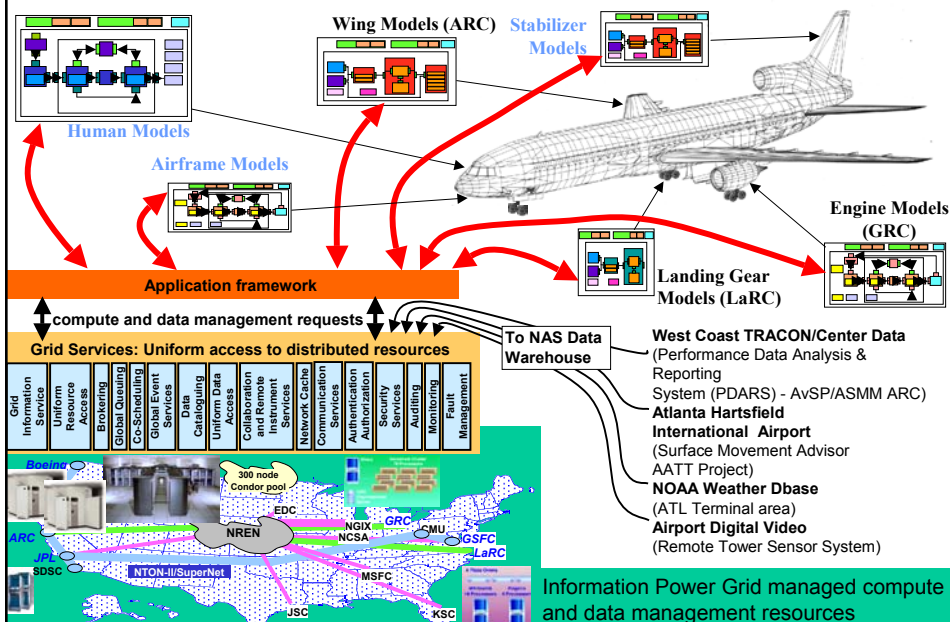 Wing Models (ARC)
Stabilizer
Models
Human Models
Airframe Models
Engine Models
(GRC)
Landing Gear
Models (LaRC)
Application framework
compute and data management requests
Grid Services: Uniform access to distributed resources
Grid
Information
Service
Uniform
Resource
Access
Brokering
Global Queuing
Co-Scheduling
Global Event
Services
Data
Cataloguing
Uniform Data
Access
Collaboration
and Remote
Instrument
Services
Network Cache
Communication
Services
Authentication
Authorization
Security
Services
Auditing
Monitoring
Fault
Management
To NAS Data
Warehouse
West Coast TRACON/Center Data
(Performance Data Analysis &
Reporting
System (PDARS) - AvSP/ASMM ARC)
Atlanta Hartsfield
International Airport
(Surface Movement Advisor
AATT Project)
NOAA Weather Dbase
(ATL Terminal area)
Airport Digital Video
(Remote Tower Sensor System)
Boeing
300 node
Condor pool
EDC
NREN
NGIX
NCSA
GRC
CMU
GSFC
LaRC
ARC
JPL
SDSC
NTON-II/SuperNet
MSFC
JSC
KSC
Information Power Grid managed compute
and data management resources